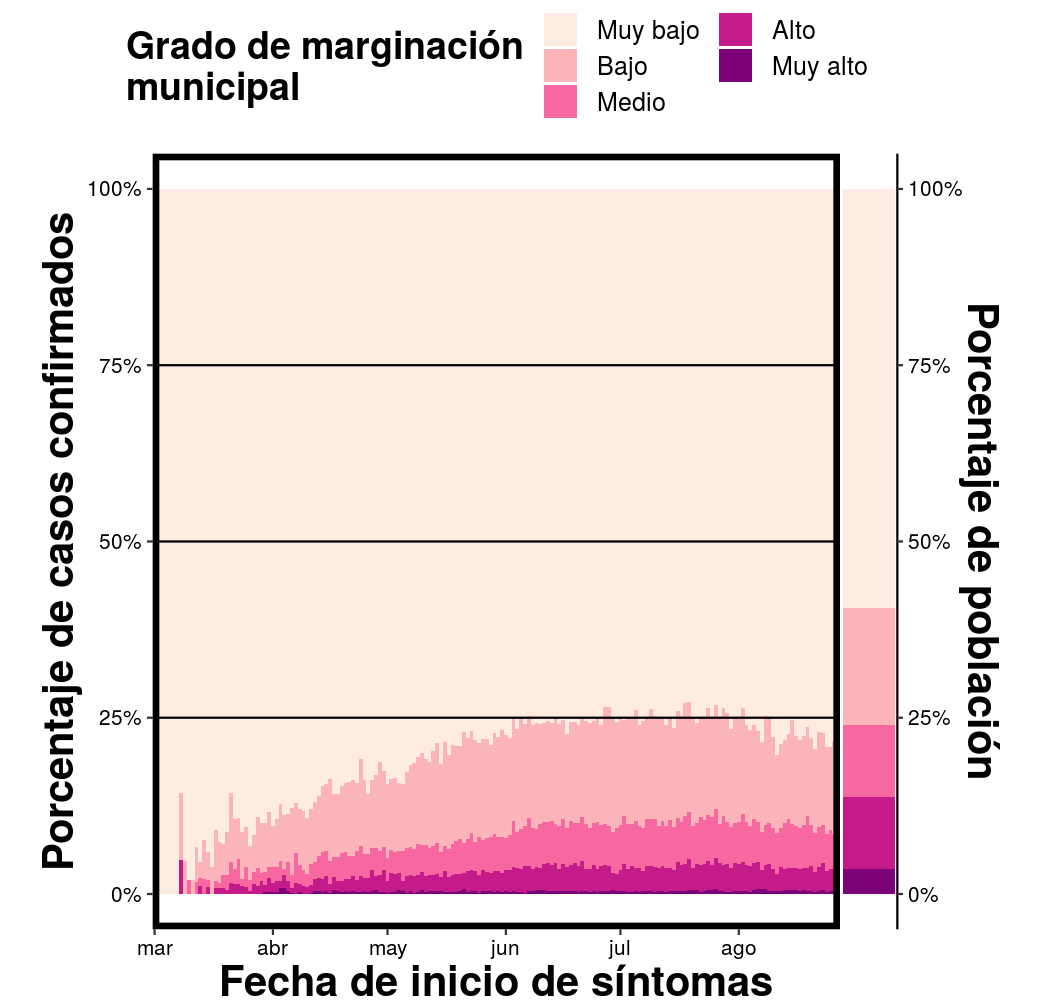 Grado de marginación
municipal
Muy bajo
Bajo
Medio
Alto
Muy alto
Porcentaje de casos confirmados
100%
75%
50%
25%
0%
100%
75%
50%
25%
0%
Porcentaje de población
mar
abr
may
jun
jul
ago
Fecha de inicio de síntomas